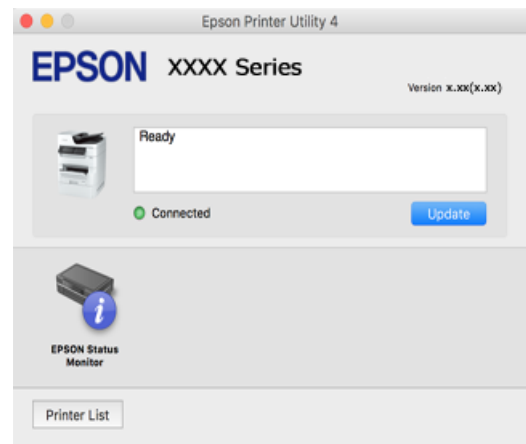 Epson Printer Utility 4
EPSON XXXX Series
Version x.xx(x.xx)
Ready
Connected
Update
EPSON Status
Monitor
Printer List